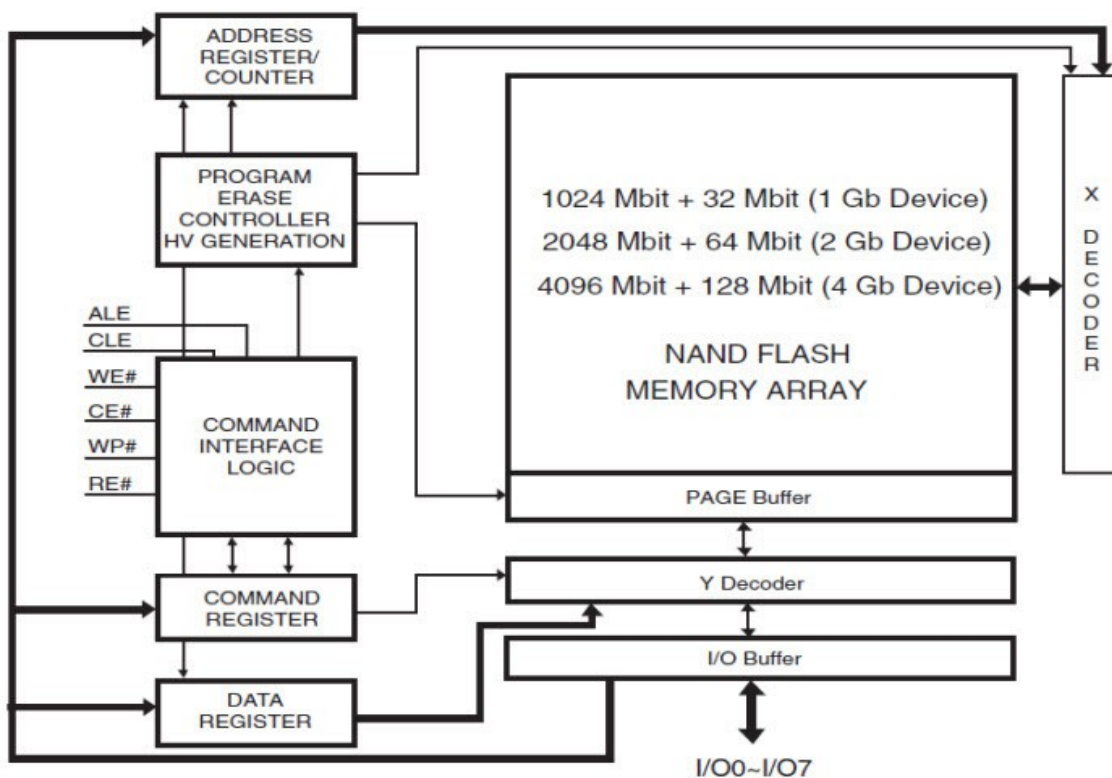 ADDRESS
REGISTER/
COUNTER
PROGRAM
ERASE
CONTROLLER
HV GENERATION
ALE
CLE
WE#
CE#
WP#
RE#
COMMAND
INTERFACE
LOGIC
COMMAND
REGISTER
DATA
REGISTER
1024 Mbit + 32 Mbit (1 Gb Device)
2048 Mbit + 64 Mbit (2 Gb Device)
4096 Mbit + 128 Mbit (4 Gb Device)
NAND FLASH
MEMORY ARRAY
PAGE Buffer
Y Decoder
I/O Buffer
I/O0~I/O7
X
D
E
C
O
D
E
R